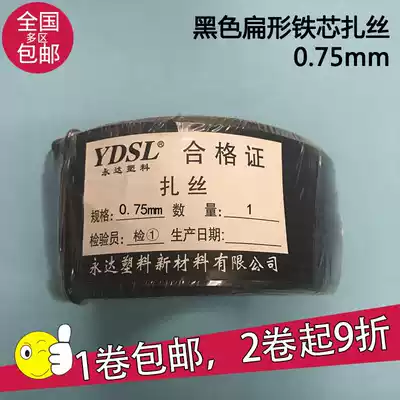 全国
多区
包邮
黑色扁形铁芯扎丝
0.75mm
YDSL®
永达塑料
合格证
扎丝
规格: 0.75mm 数 量: 1
检验员: 检① 生产日期:
永达塑料新材料有限公司
1卷包邮，2卷起9折